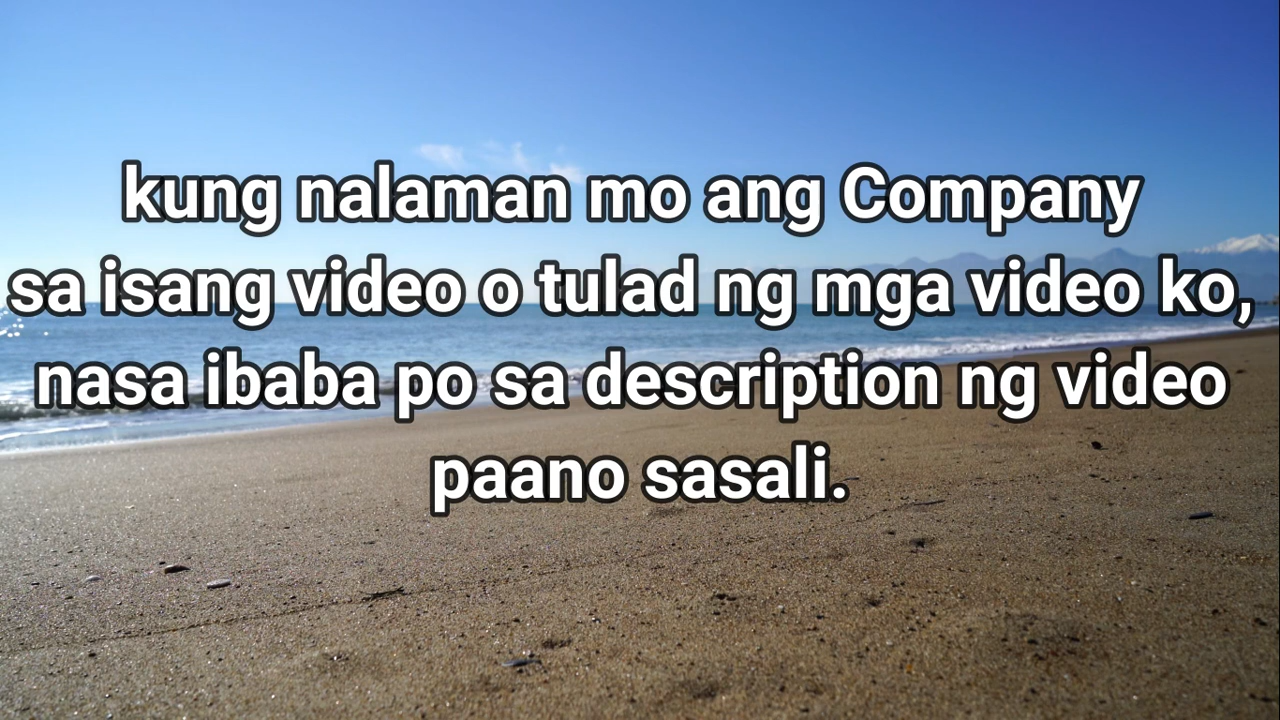 kung nalaman mo ang Company
sa isang video o tulad ng mga video ko,
nasa ibaba po sa description ng video
paano sasali.